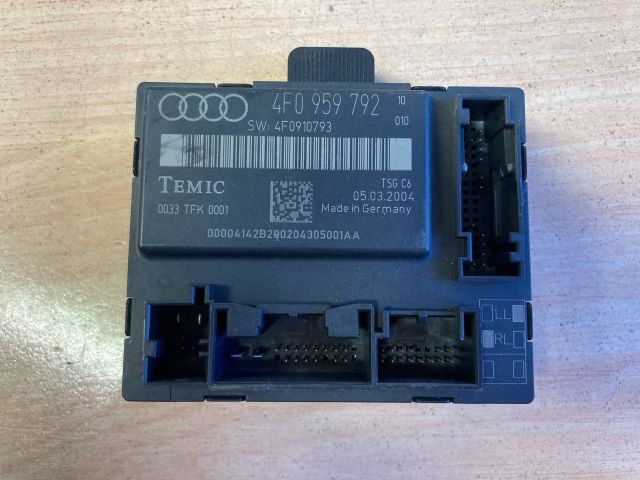 4F0 959 792 10
SW: 4F0910793 010
TEMIC TSG C6
05.03.2004
0033 TFK 0001 Made in Germany
00004142B290204305001AA
LL
RL